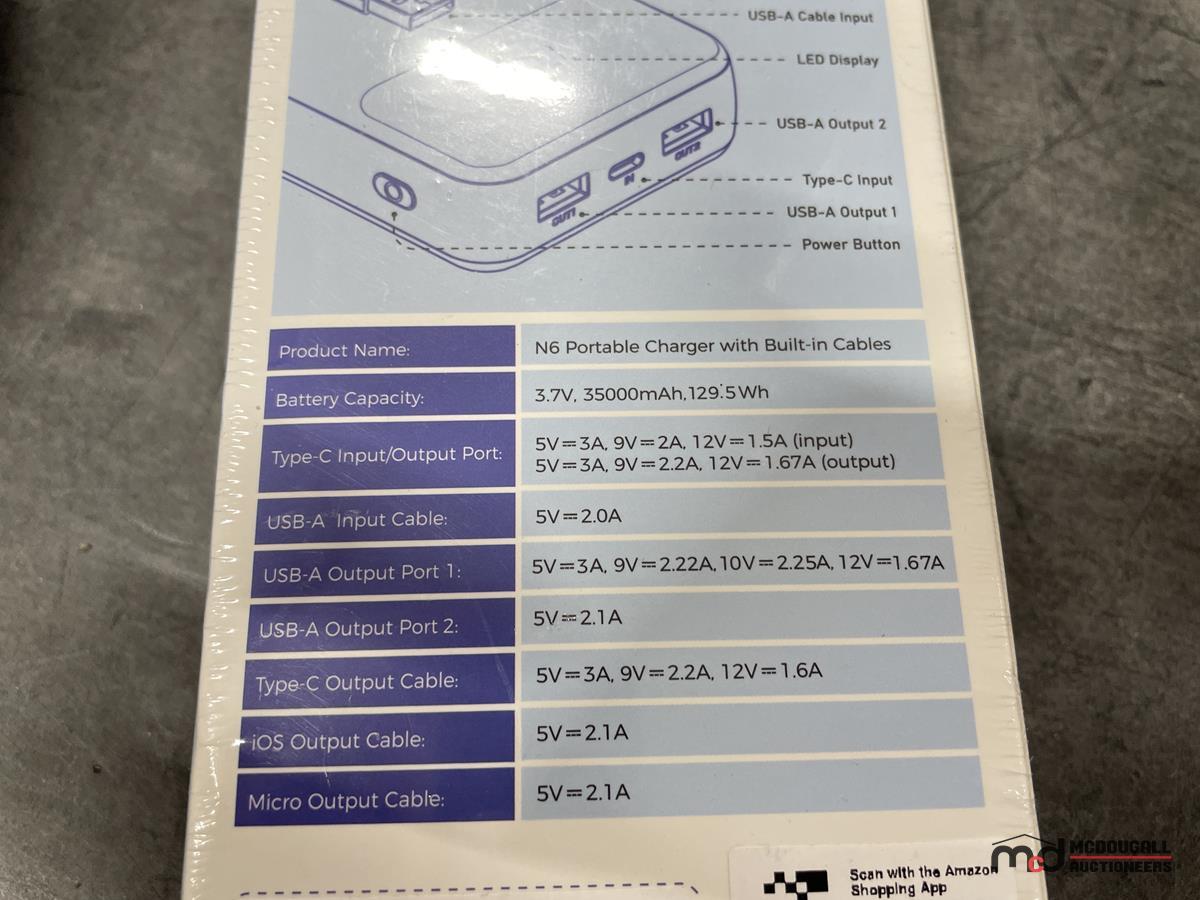 USB-A Cable Input
LED Display
USB-A Output 2
OUT2
Type-C Input
IN
USB-A Output 1
OUT1
Power Button
Product Name: N6 Portable Charger with Built-in Cables
Battery Capacity: 3.7V, 35000mAh,129.5Wh
Type-C Input/Output Port: 5V⎓3A, 9V⎓2A, 12V⎓1.5A (input)
5V⎓3A, 9V⎓2.2A, 12V⎓1.67A (output)
USB-A Input Cable: 5V⎓2.0A
USB-A Output Port 1: 5V⎓3A, 9V⎓2.22A,10V⎓2.25A,12V⎓1.67A
USB-A Output Port 2: 5V⎓2.1A
Type-C Output Cable: 5V⎓3A, 9V⎓2.2A, 12V⎓1.6A
iOS Output Cable: 5V⎓2.1A
Micro Output Cable: 5V⎓2.1A
Scan with the Amazon
Shopping App
mcd MCDOUGALL
AUCTIONEERS